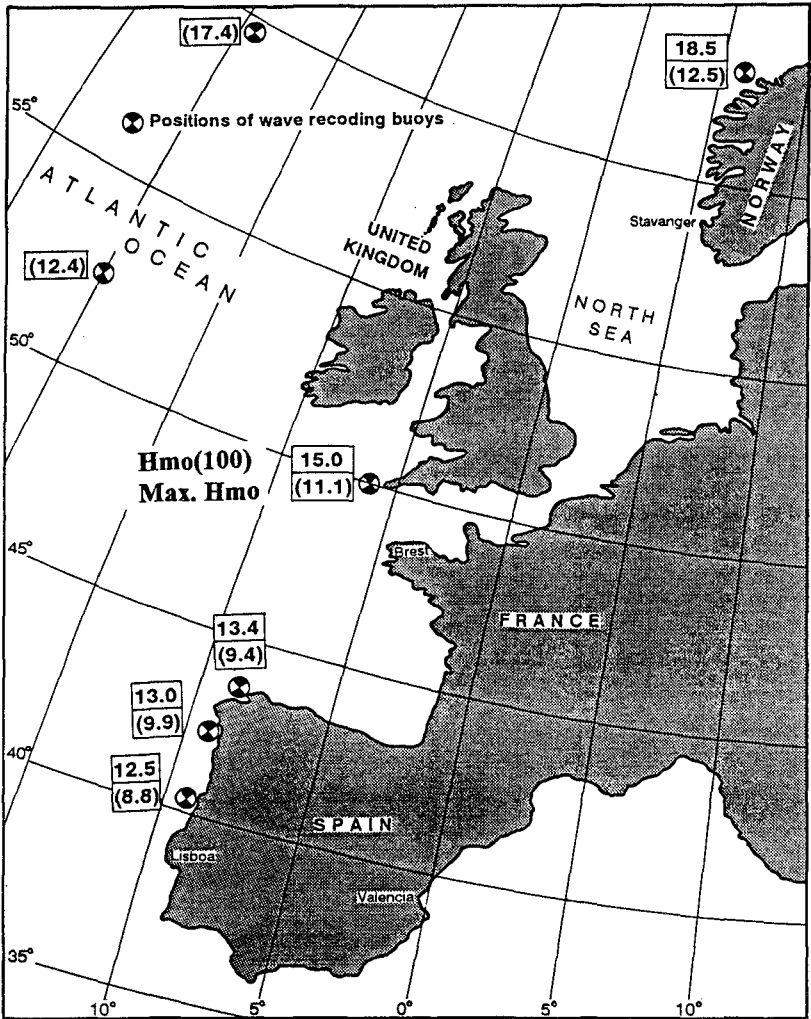 (17.4)
18.5
(12.5)
55°
Positions of wave recoding buoys
NORWAY
ATLANTIC
OCEAN
UNITED
KINGDOM
Stavanger
(12.4)
NORTH
SEA
50°
Hmo(100)
Max. Hmo
15.0
(11.1)
45°
Brest
FRANCE
13.4
(9.4)
13.0
(9.9)
40°
12.5
(8.8)
SPAIN
Lisboa
Valencia
35°
10°
5°
0°
5°
10°